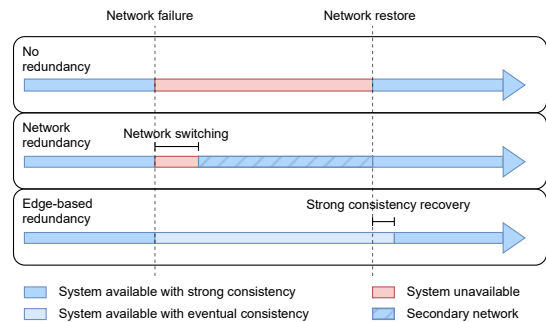 Network failure
Network restore
No
redundancy
Network
redundancy
Network switching
Edge-based
redundancy
Strong consistency recovery
System available with strong consistency
System unavailable
System available with eventual consistency
Secondary network